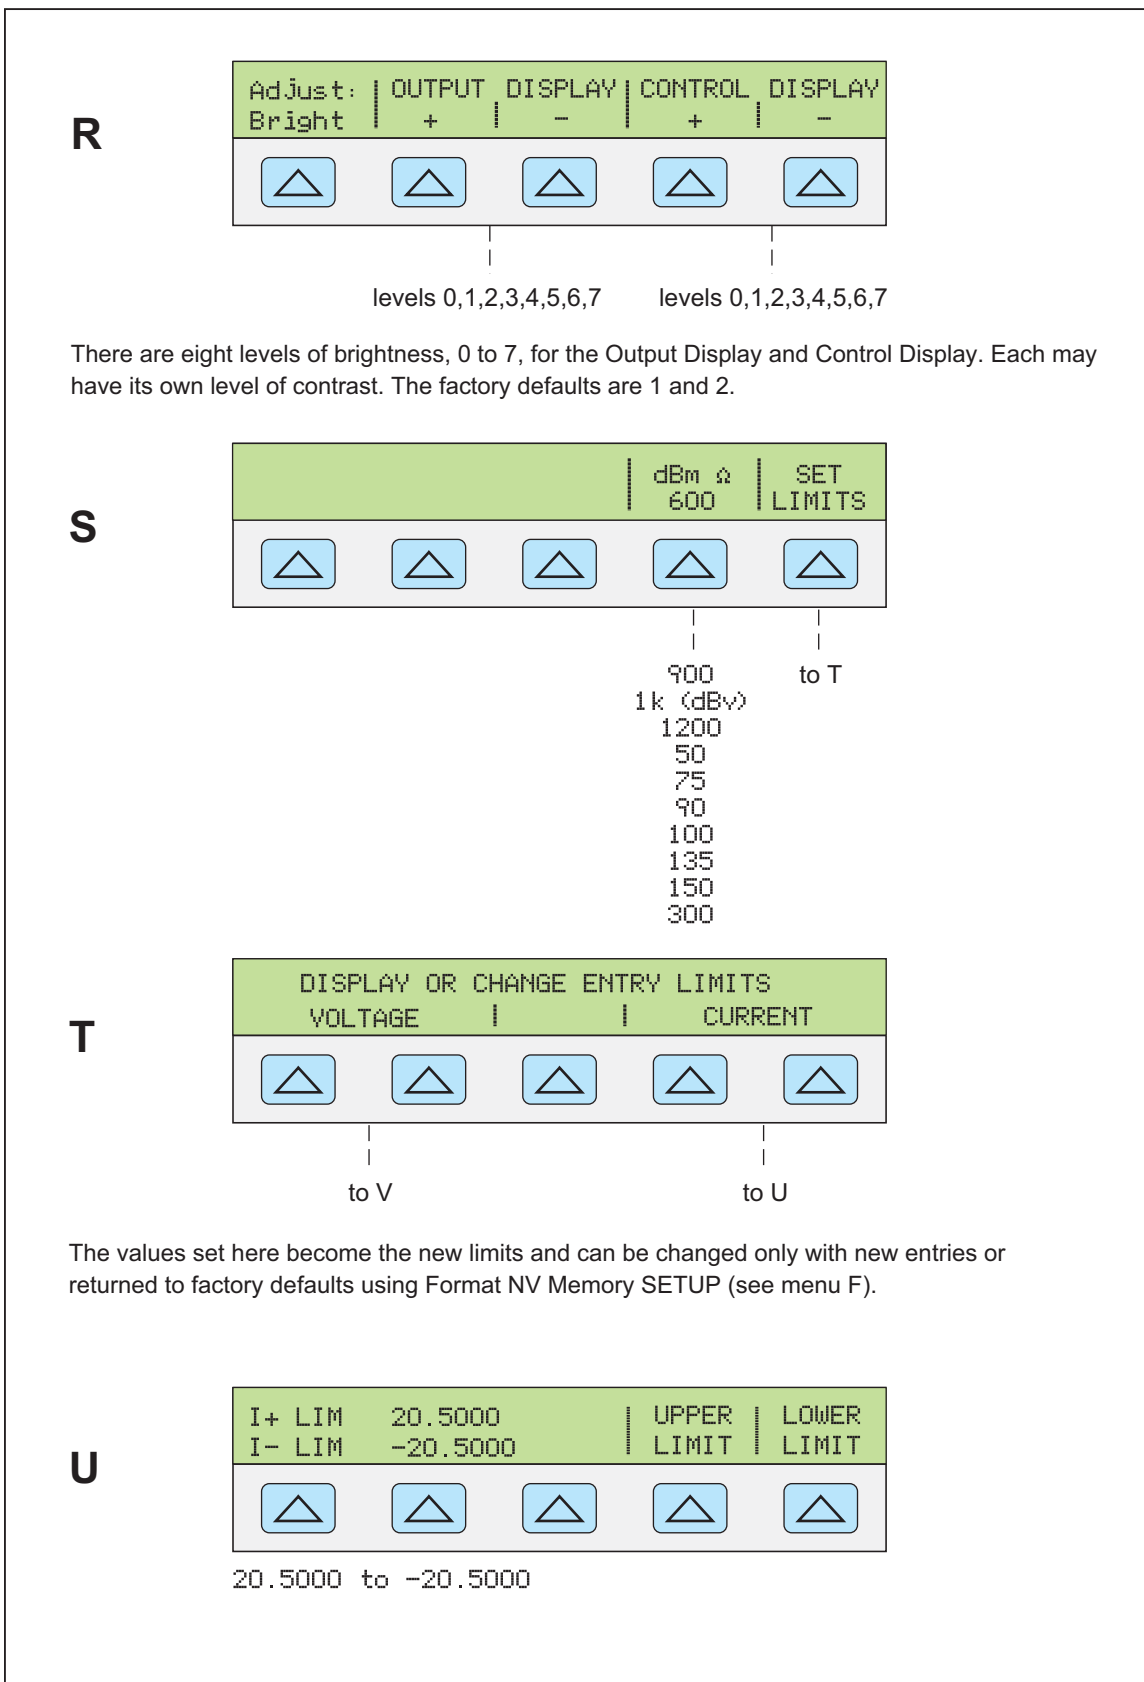 R
Adjust: OUTPUT DISPLAY CONTROL DISPLAY
Bright + − + −
levels 0,1,2,3,4,5,6,7 levels 0,1,2,3,4,5,6,7
There are eight levels of brightness, 0 to 7, for the Output Display and Control Display. Each may
have its own level of contrast. The factory defaults are 1 and 2.
S
dBm Ω SET
600 LIMITS
900 to T
1k (dBv)
1200
50
75
90
100
135
150
300
T
DISPLAY OR CHANGE ENTRY LIMITS
VOLTAGE CURRENT
to V to U
The values set here become the new limits and can be changed only with new entries or
returned to factory defaults using Format NV Memory SETUP (see menu F).
U
I+ LIM 20.5000 UPPER LOWER
I− LIM −20.5000 LIMIT LIMIT
20.5000 to −20.5000